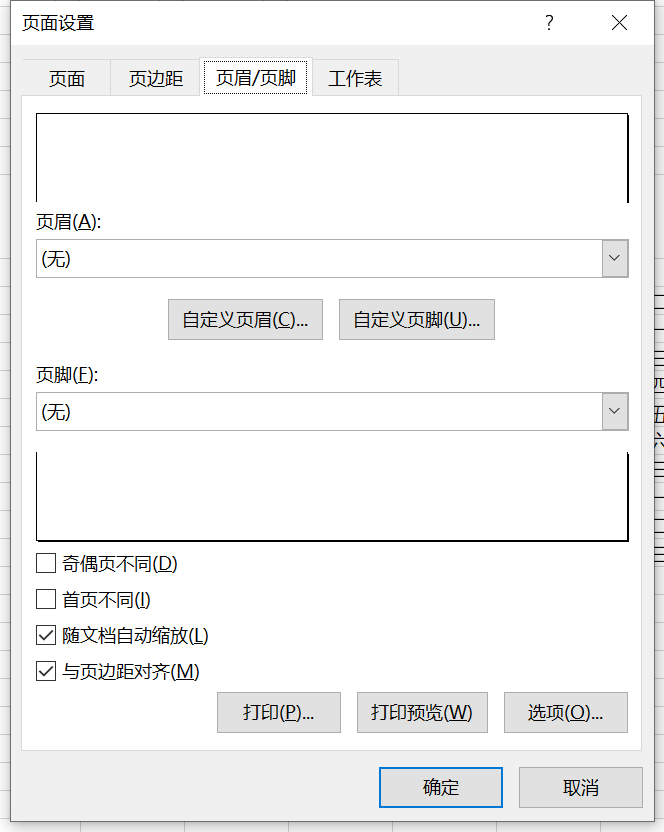 页面设置
?
页面 页边距 页眉/页脚 工作表
页眉(A):
(无)
自定义页眉(C)... 自定义页脚(U)...
页脚(F):
(无)
奇偶页不同(D)
首页不同(I)
随文档自动缩放(L)
与页边距对齐(M)
打印(P)... 打印预览(W) 选项(O)...
确定 取消